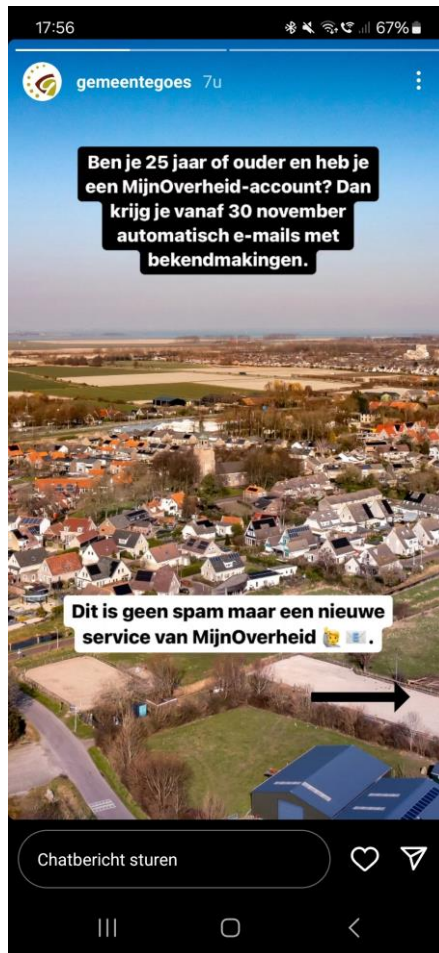 17:56
67%
gemeentegoes 7u
Ben je 25 jaar of ouder en heb je
een MijnOverheid-account? Dan
krijg je vanaf 30 november
automatisch e-mails met
bekendmakingen.
Dit is geen spam maar een nieuwe
service van MijnOverheid 🙋📧.
Chatbericht sturen